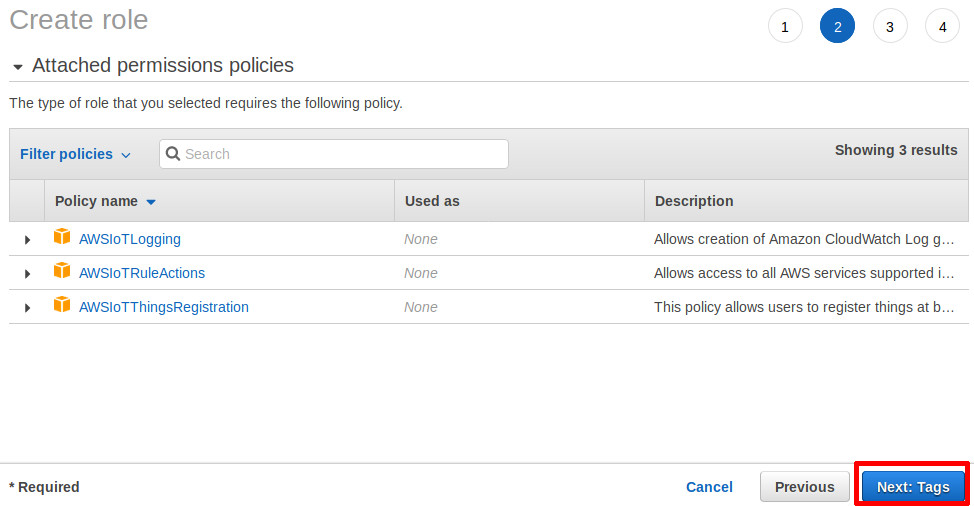 Create role
1 2 3 4
Attached permissions policies
The type of role that you selected requires the following policy.
Filter policies Search Showing 3 results
Policy name Used as Description
AWSIoTLogging None Allows creation of Amazon CloudWatch Log g...
AWSIoTRuleActions None Allows access to all AWS services supported i...
AWSIoTThingsRegistration None This policy allows users to register things at b...
* Required Cancel Previous Next: Tags